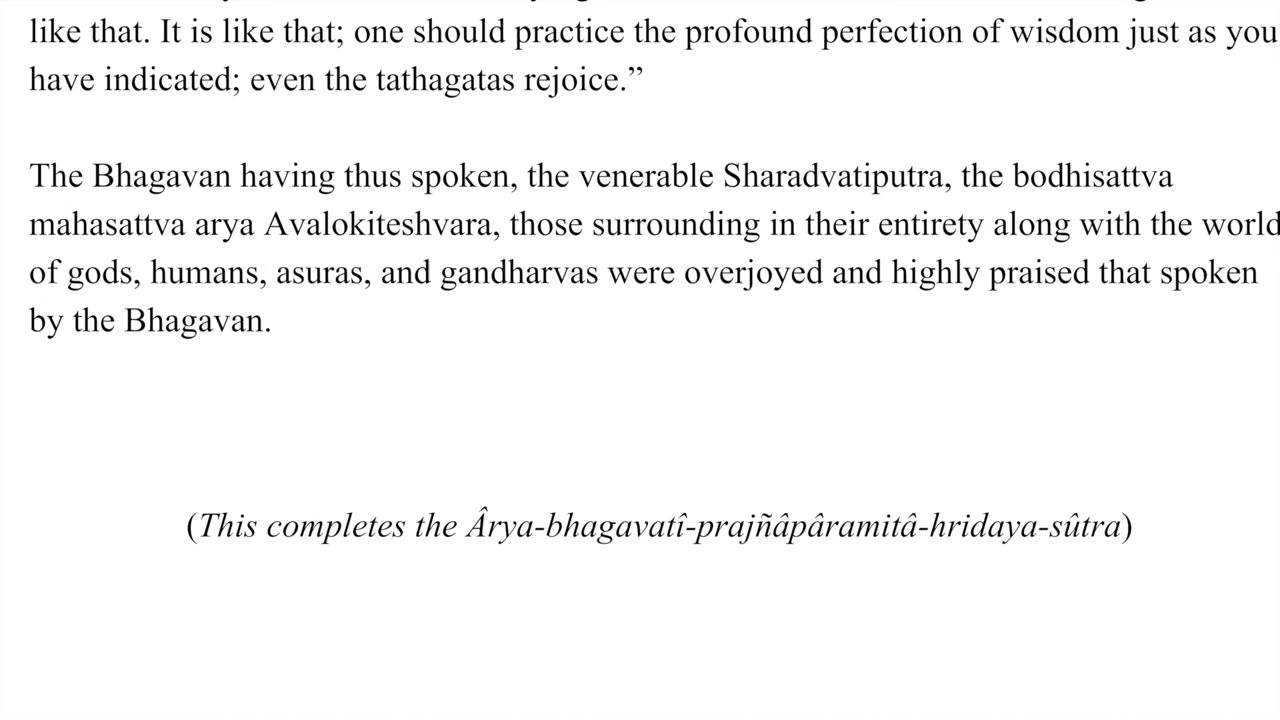 like that. It is like that; one should practice the profound perfection of wisdom just as you
have indicated; even the tathagatas rejoice.”
The Bhagavan having thus spoken, the venerable Sharadvatiputra, the bodhisattva
mahasattva arya Avalokiteshvara, those surrounding in their entirety along with the world
of gods, humans, asuras, and gandharvas were overjoyed and highly praised that spoken
by the Bhagavan.
(This completes the Ârya-bhagavatî-prajñâpâramitâ-hridaya-sûtra)